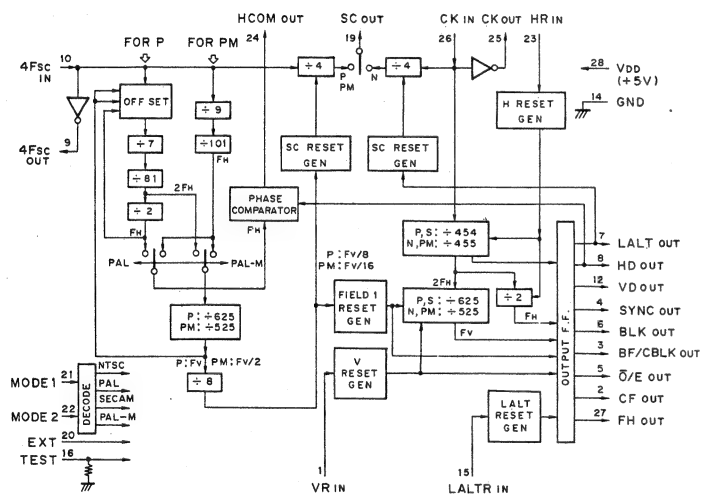 HCOM OUT
SC OUT
CK IN
CK OUT
HR IN
10
FOR P
FOR PM
24
19
26
25
23
4FSC
IN
÷4
P
PM
N
÷4
28
VDD
(+5V)
14
GND
OFF SET
÷9
H RESET
GEN
9
4FSC
OUT
÷7
÷101
FH
SC RESET
GEN
SC RESET
GEN
÷81
2FH
÷2
FH
PHASE
COMPARATOR
FH
P,S: ÷454
N,PM: ÷455
7
LALT OUT
8
HD OUT
PAL
PAL-M
P:FV/8
PM:FV/16
2FH
12
VD OUT
P: ÷625
PM: ÷525
FIELD 1
RESET
GEN
P,S: ÷625
N,PM: ÷525
÷2
FH
FV
OUTPUT F.F.
4
SYNC OUT
6
BLK OUT
P:FV
PM:FV/2
3
BF/CBLK OUT
÷8
V
RESET
GEN
5
O̅/E OUT
MODE 1
21
DECODE
NTSC
PAL
SECAM
PAL-M
MODE 2
22
LALT
RESET
GEN
2
CF OUT
27
FH OUT
EXT
20
TEST
16
1
VR IN
15
LALTR IN